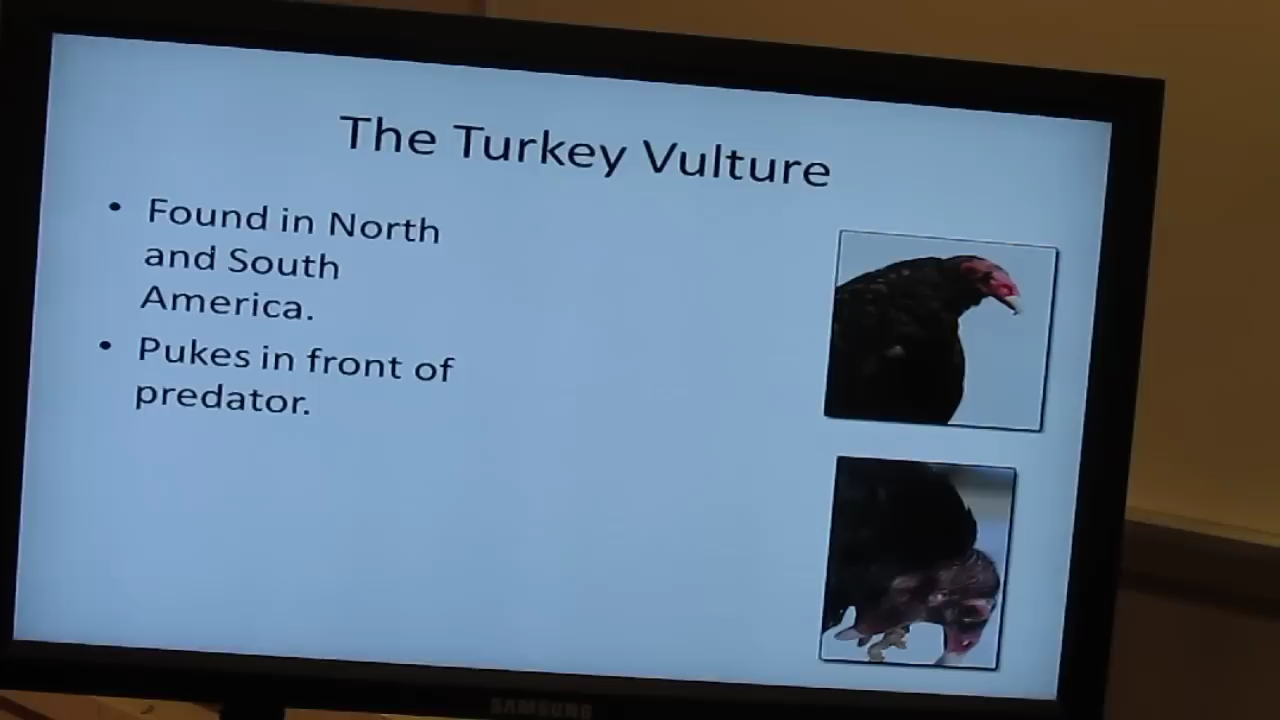 The Turkey Vulture
• Found in North
and South
America.
• Pukes in front of
predator.
SAMSUNG